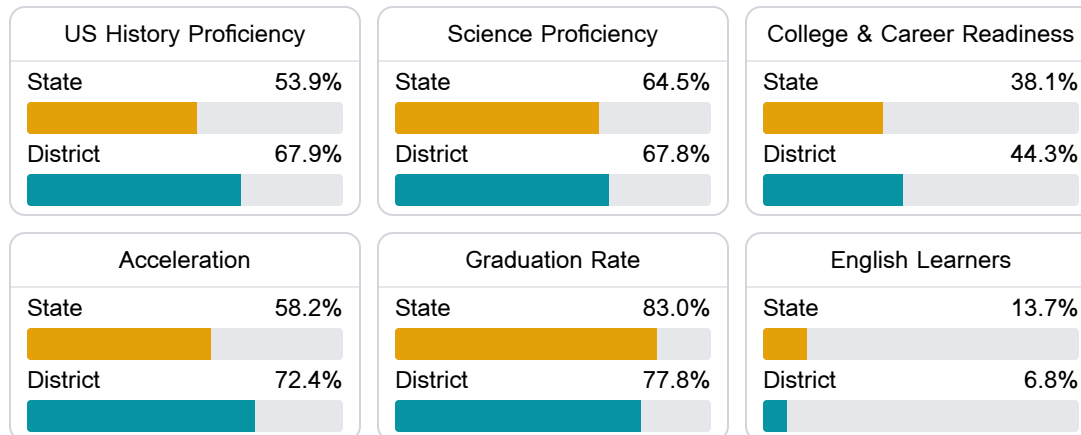 US History Proficiency
State 53.9%
District 67.9%
Science Proficiency
State 64.5%
District 67.8%
College & Career Readiness
State 38.1%
District 44.3%
Acceleration
State 58.2%
District 72.4%
Graduation Rate
State 83.0%
District 77.8%
English Learners
State 13.7%
District 6.8%